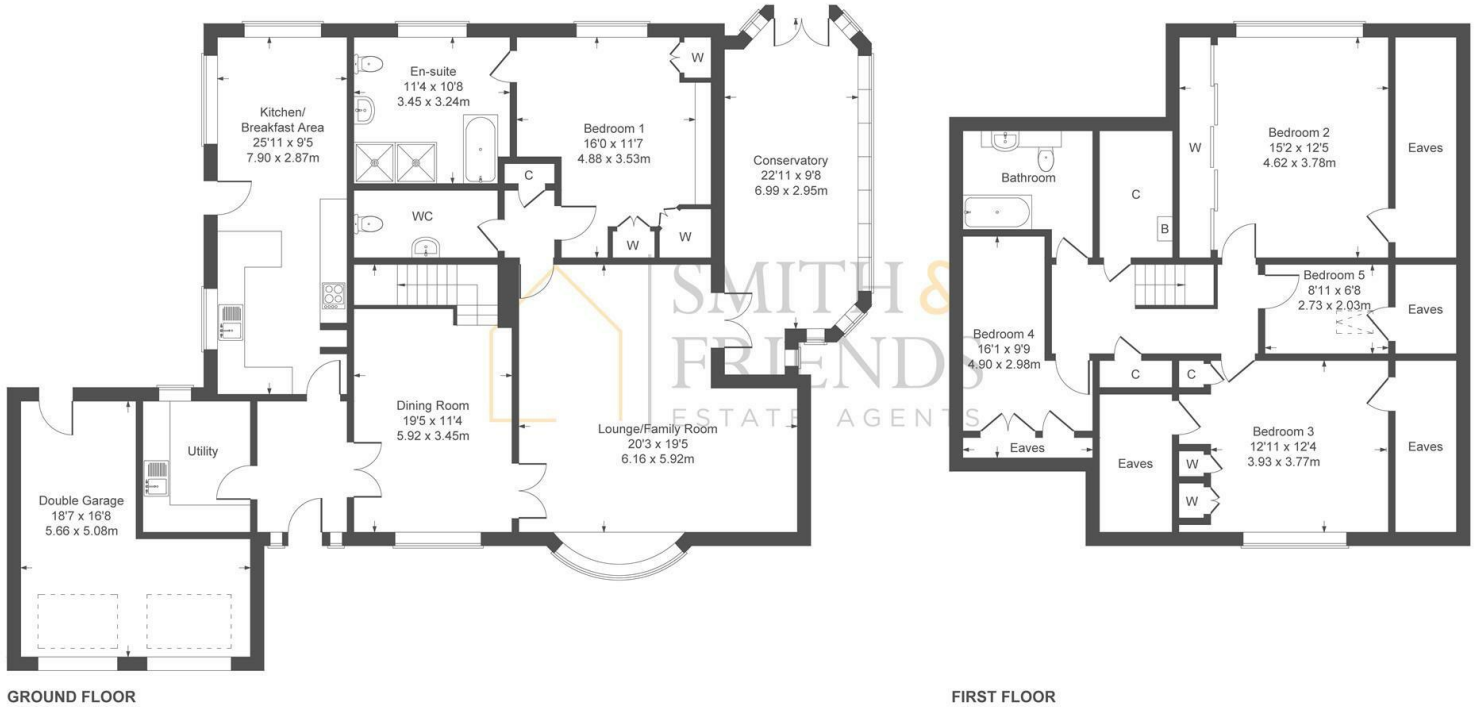 Kitchen/
Breakfast Area
25'11 x 9'5
7.90 x 2.87m
En-suite
11'4 x 10'8
3.45 x 3.24m
W
Bedroom 1
16'0 x 11'7
4.88 x 3.53m
C
WC
W
W
Conservatory
22'11 x 9'8
6.99 x 2.95m
Dining Room
19'5 x 11'4
5.92 x 3.45m
Lounge/Family Room
20'3 x 19'5
6.16 x 5.92m
Utility
Double Garage
18'7 x 16'8
5.66 x 5.08m
SMITH &
FRIENDS
ESTATE AGENTS
GROUND FLOOR
Bathroom
C
B
W
Bedroom 2
15'2 x 12'5
4.62 x 3.78m
Eaves
Bedroom 5
8'11 x 6'8
2.73 x 2.03m
Eaves
Bedroom 4
16'1 x 9'9
4.90 x 2.98m
C
C
Eaves
Eaves
Bedroom 3
12'11 x 12'4
3.93 x 3.77m
W
W
Eaves
FIRST FLOOR